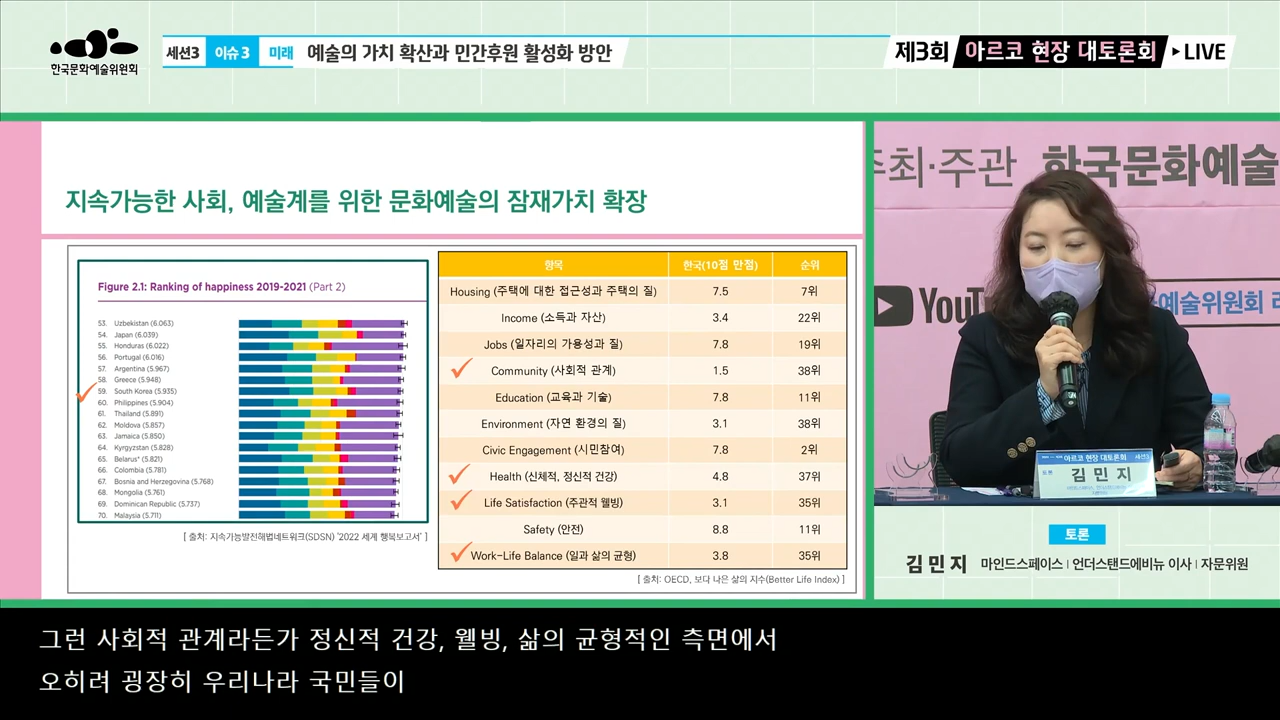 한국문화예술위원회
세션3 이슈 3 미래 예술의 가치 확산과 민간후원 활성화 방안
제3회 아르코 현장 대토론회 ▶LIVE
지속가능한 사회, 예술계를 위한 문화예술의 잠재가치 확장
Figure 2.1: Ranking of happiness 2019-2021 (Part 2)
53. Uzbekistan (6.063)
54. Japan (6.039)
55. Honduras (6.022)
56. Portugal (6.016)
57. Argentina (5.967)
58. Greece (5.948)
59. South Korea (5.935)
60. Philippines (5.904)
61. Thailand (5.891)
62. Moldova (5.857)
63. Jamaica (5.850)
64. Kyrgyzstan (5.828)
65. Belarus* (5.821)
66. Colombia (5.781)
67. Bosnia and Herzegovina (5.768)
68. Mongolia (5.761)
69. Dominican Republic (5.737)
70. Malaysia (5.711)
[ 출처: 지속가능발전해법네트워크(SDSN) '2022 세계 행복보고서' ]
항목 한국(10점 만점) 순위
Housing (주택에 대한 접근성과 주택의 질) 7.5 7위
Income (소득과 자산) 3.4 22위
Jobs (일자리의 가용성과 질) 7.8 19위
Community (사회적 관계) 1.5 38위
Education (교육과 기술) 7.8 11위
Environment (자연 환경의 질) 3.1 38위
Civic Engagement (시민참여) 7.8 2위
Health (신체적, 정신적 건강) 4.8 37위
Life Satisfaction (주관적 웰빙) 3.1 35위
Safety (안전) 8.8 11위
Work-Life Balance (일과 삶의 균형) 3.8 35위
[ 출처: OECD, 보다 나은 삶의 지수(Better Life Index) ]
최·주관 한국문화예술
YouT 예술위원회
아르코 현장 대토론회 세션3
토론 김민지
토론
김민지 마인드스페이스 | 언더스탠드에비뉴 이사 | 자문위원
그런 사회적 관계라든가 정신적 건강, 웰빙, 삶의 균형적인 측면에서
오히려 굉장히 우리나라 국민들이